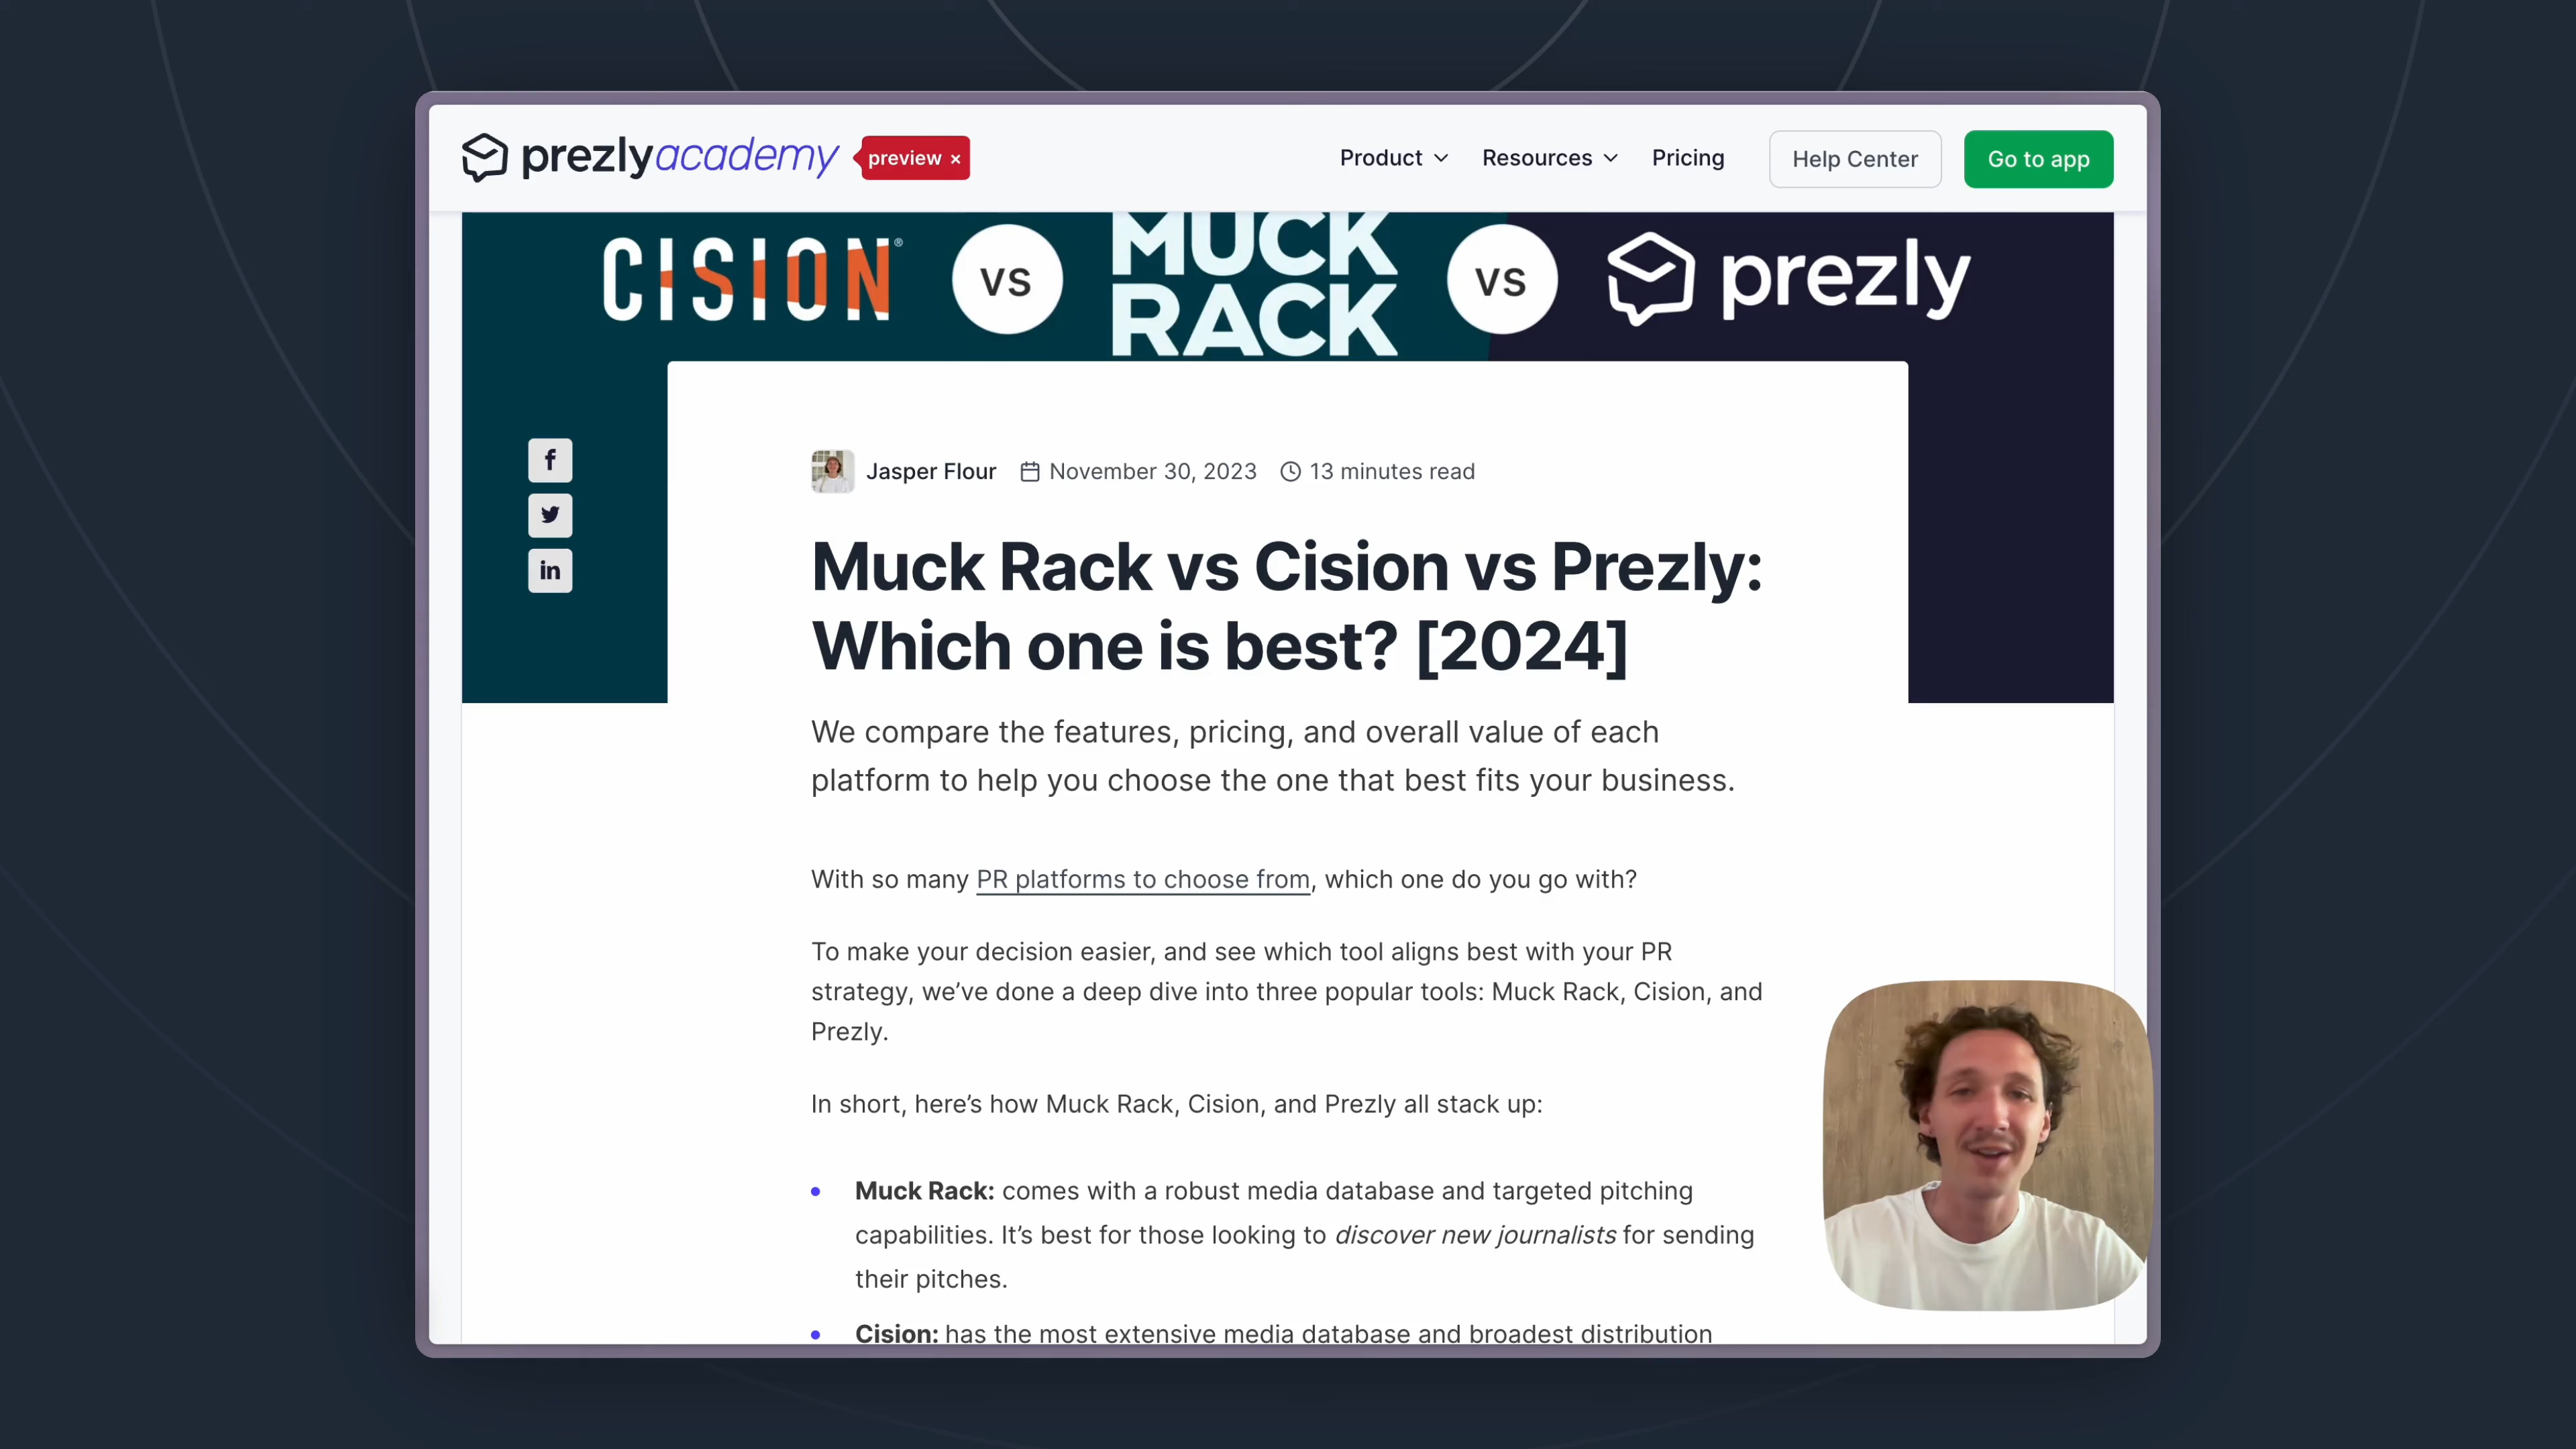 prezlyacademy preview ×
Product Resources Pricing Help Center Go to app
CISION® VS MUCK RACK VS prezly
f
in
Jasper Flour November 30, 2023 13 minutes read
Muck Rack vs Cision vs Prezly:
Which one is best? [2024]
We compare the features, pricing, and overall value of each
platform to help you choose the one that best fits your business.
With so many PR platforms to choose from, which one do you go with?
To make your decision easier, and see which tool aligns best with your PR
strategy, we’ve done a deep dive into three popular tools: Muck Rack, Cision, and
Prezly.
In short, here’s how Muck Rack, Cision, and Prezly all stack up:
• Muck Rack: comes with a robust media database and targeted pitching
capabilities. It’s best for those looking to discover new journalists for sending
their pitches.
• Cision: has the most extensive media database and broadest distribution